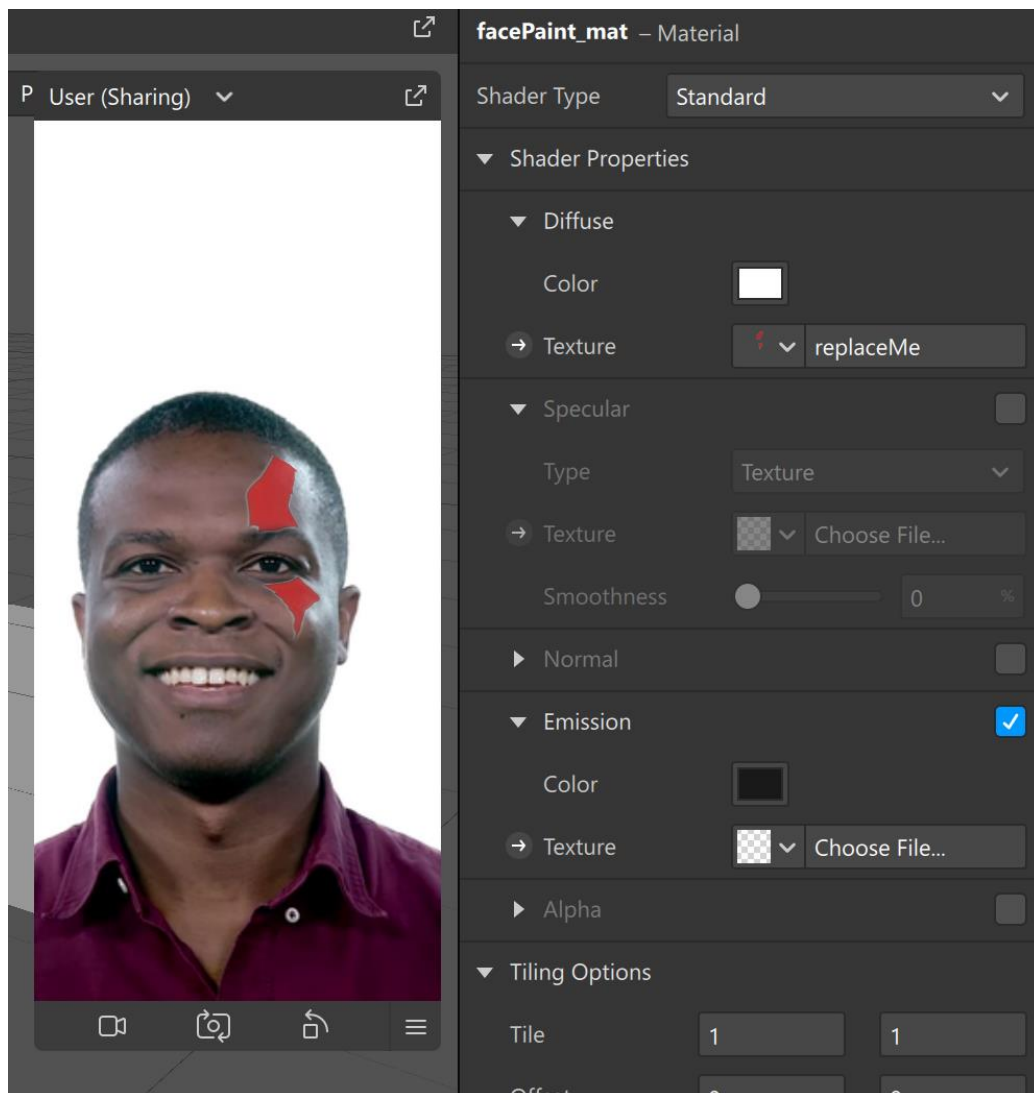 facePaint_mat – Material
P User (Sharing)
Shader Type Standard
Shader Properties
Diffuse
Color
Texture replaceMe
Specular
Type Texture
Texture Choose File...
Smoothness 0 %
Normal
Emission
Color
Texture Choose File...
Alpha
Tiling Options
Tile 1 1